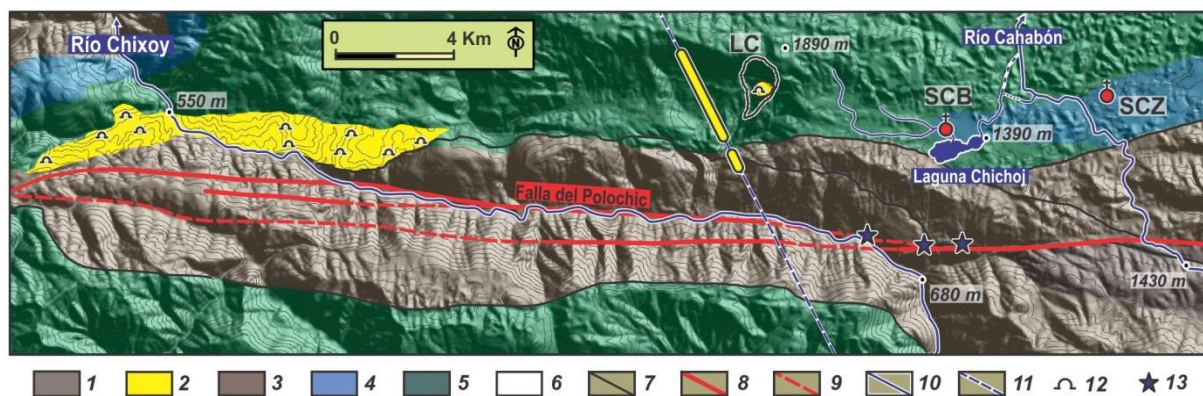 Río Chixoy
0 4 Km
N
LC
1890 m
Río Cahabón
550 m
SCB
SCZ
1390 m
Laguna Chichoj
Falla del Polochic
1430 m
680 m
1 2 3 4 5 6 7 8 9 10 11 12 13